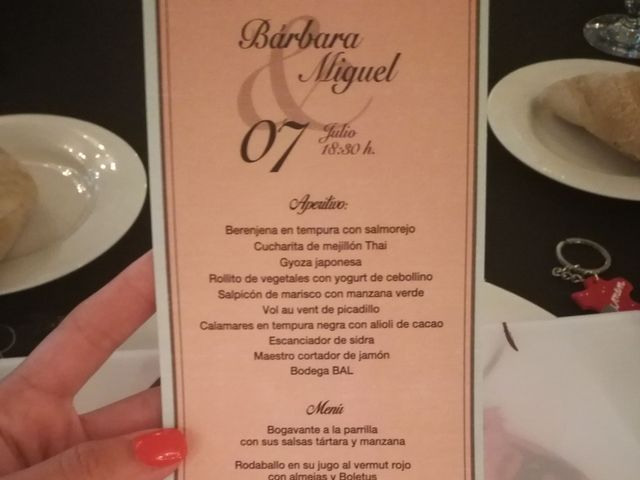 Bárbara
&
Miguel
07
Julio
18:30 h.
Aperitivo:
Berenjena en tempura con salmorejo
Cucharita de mejillón Thai
Gyoza japonesa
Rollito de vegetales con yogurt de cebollino
Salpicón de marisco con manzana verde
Vol au vent de picadillo
Calamares en tempura negra con alioli de cacao
Escanciador de sidra
Maestro cortador de jamón
Bodega BAL
Menú
Bogavante a la parrilla
con sus salsas tártara y manzana
Rodaballo en su jugo al vermut rojo
con almejas y Boletus